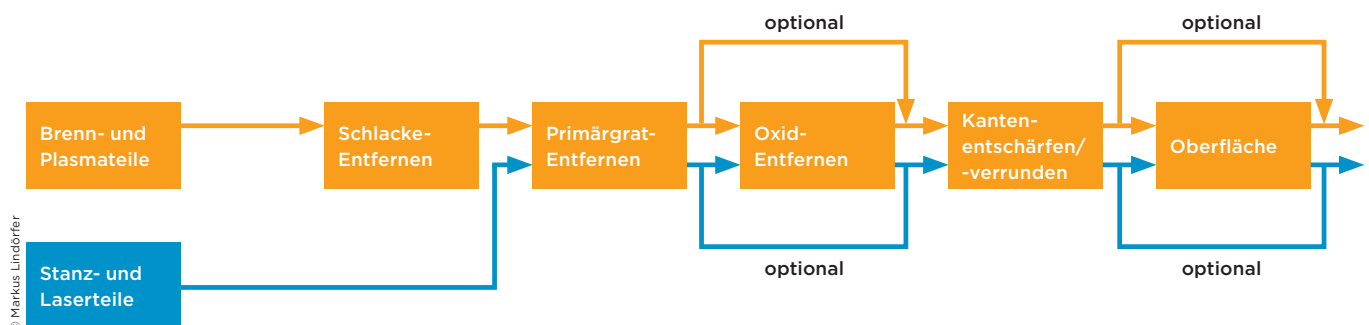 optional
optional
Brenn- und
Plasmateile
Schlacke-
Entfernen
Primärgrat-
Entfernen
Oxid-
Entfernen
Kanten-
entschärfen/
-verrunden
Oberfläche
Stanz- und
Laserteile
optional
optional
© Markus Lindörfer